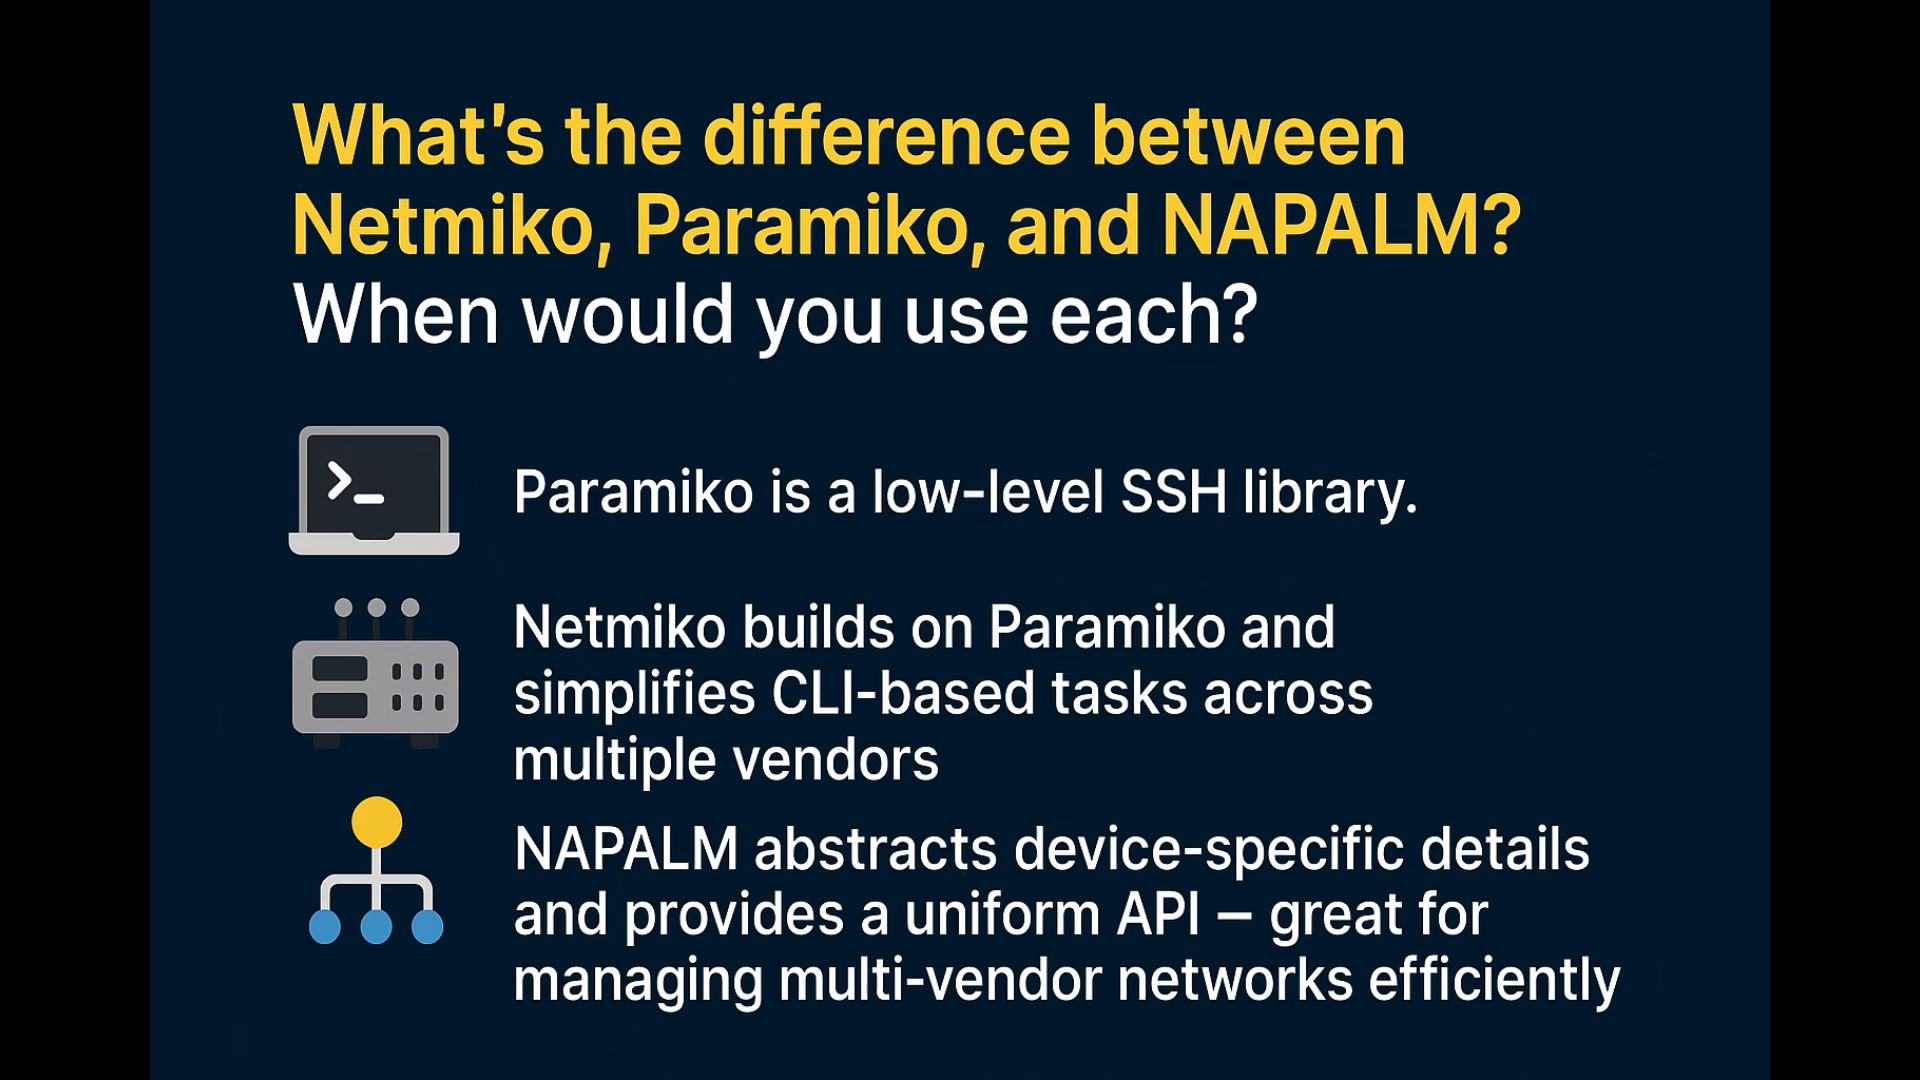 What’s the difference between
Netmiko, Paramiko, and NAPALM?
When would you use each?
Paramiko is a low-level SSH library.
Netmiko builds on Paramiko and
simplifies CLI-based tasks across
multiple vendors
NAPALM abstracts device-specific details
and provides a uniform API – great for
managing multi-vendor networks efficiently